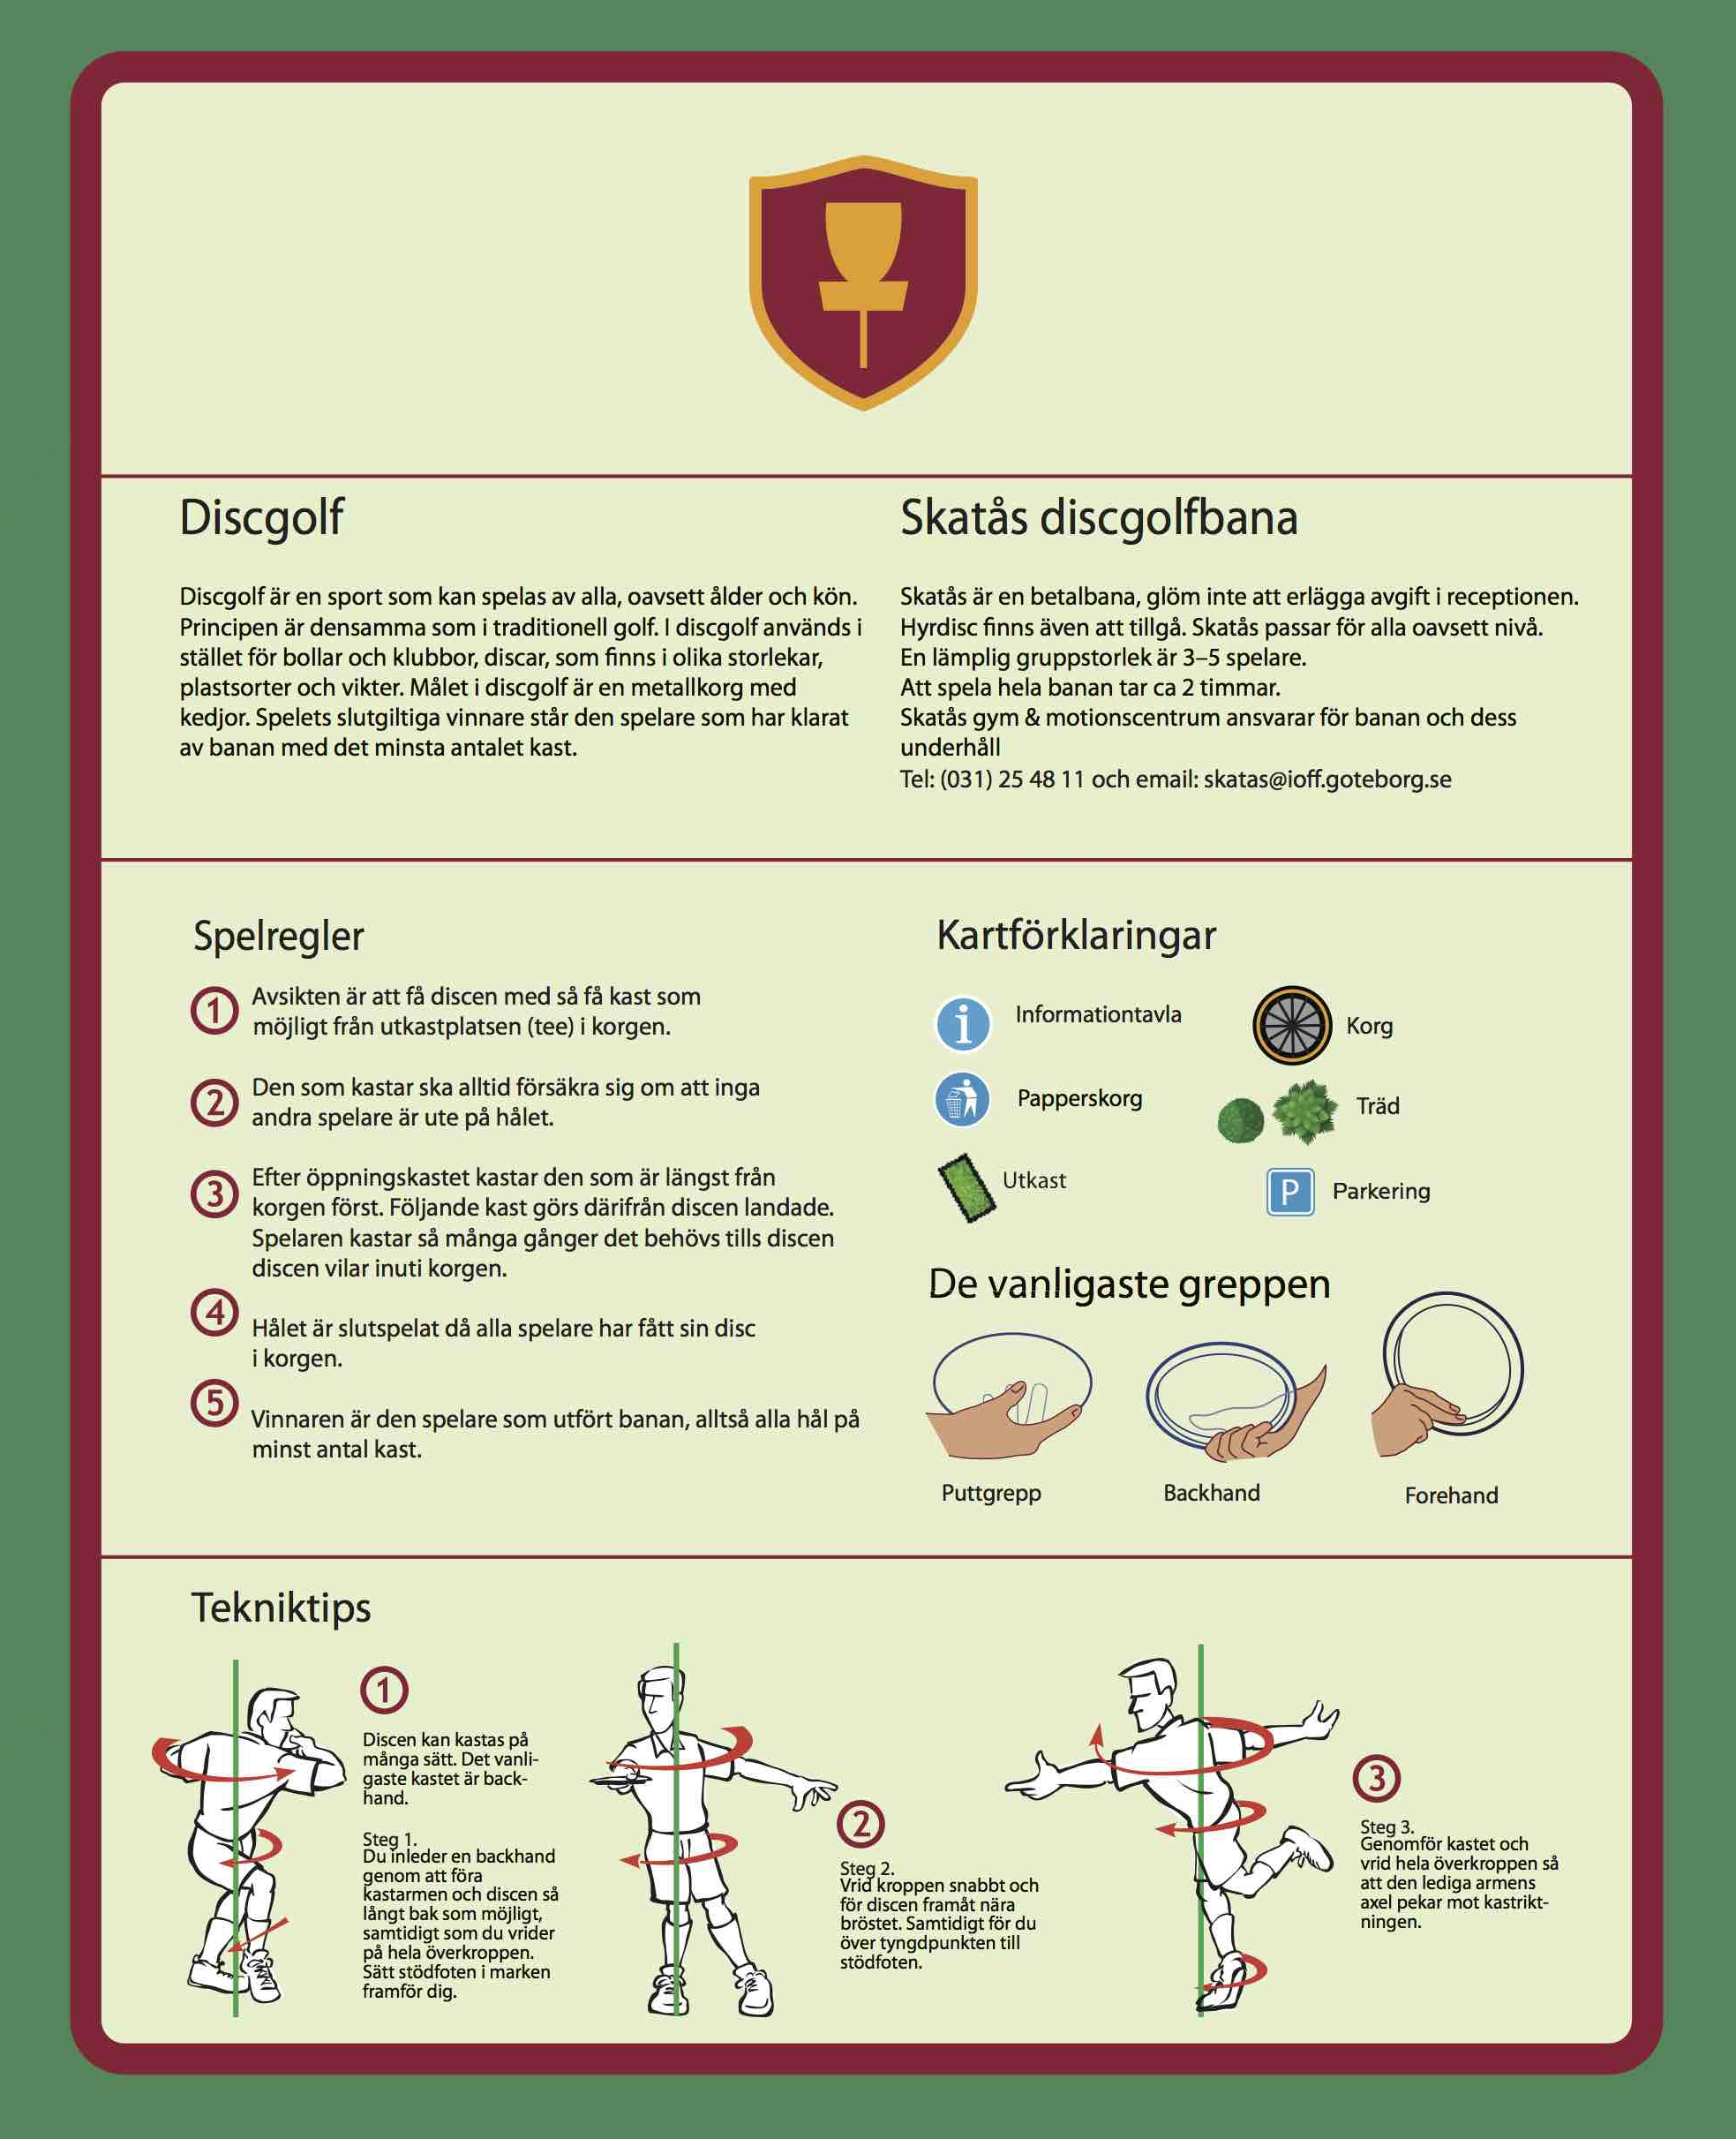 Discgolf
Discgolf är en sport som kan spelas av alla, oavsett ålder och kön.
Principen är densamma som i traditionell golf. I discgolf används i
stället för bollar och klubbor, discar, som finns i olika storlekar,
plastsorter och vikter. Målet i discgolf är en metallkorg med
kedjor. Spelets slutgiltiga vinnare står den spelare som har klarat
av banan med det minsta antalet kast.
Skatås discgolfbana
Skatås är en betalbana, glöm inte att erlägga avgift i receptionen.
Hyrdisc finns även att tillgå. Skatås passar för alla oavsett nivå.
En lämplig gruppstorlek är 3–5 spelare.
Att spela hela banan tar ca 2 timmar.
Skatås gym & motionscentrum ansvarar för banan och dess
underhåll
Tel: (031) 25 48 11 och email: skatas@ioff.goteborg.se
Spelregler
1
Avsikten är att få discen med så få kast som
möjligt från utkastplatsen (tee) i korgen.
2
Den som kastar ska alltid försäkra sig om att inga
andra spelare är ute på hålet.
3
Efter öppningskastet kastar den som är längst från
korgen först. Följande kast görs därifrån discen landade.
Spelaren kastar så många gånger det behövs tills discen
discen vilar inuti korgen.
4
Hålet är slutspelat då alla spelare har fått sin disc
i korgen.
5
Vinnaren är den spelare som utfört banan, alltså alla hål på
minst antal kast.
Kartförklaringar
i
Informationtavla
Korg
Papperskorg
Träd
Utkast
P
Parkering
De vanligaste greppen
Puttgrepp
Backhand
Forehand
Tekniktips
1
Discen kan kastas på
många sätt. Det vanli-
gaste kastet är back-
hand.
Steg 1.
Du inleder en backhand
genom att föra
kastarmen och discen så
långt bak som möjligt,
samtidigt som du vrider
på hela överkroppen.
Sätt stödfoten i marken
framför dig.
2
Steg 2.
Vrid kroppen snabbt och
för discen framåt nära
bröstet. Samtidigt för du
över tyngdpunkten till
stödfoten.
3
Steg 3.
Genomför kastet och
vrid hela överkroppen så
att den lediga armens
axel pekar mot kastrikt-
ningen.